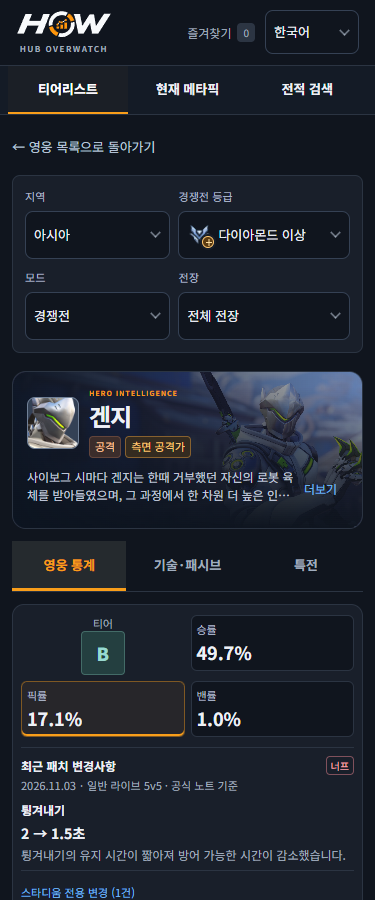 HOW
HUB OVERWATCH
즐겨찾기 0
한국어
티어리스트
현재 메타픽
전적 검색
← 영웅 목록으로 돌아가기
지역
경쟁전 등급
아시아
다이아몬드 이상
모드
전장
경쟁전
전체 전장
HERO INTELLIGENCE
겐지
공격
측면 공격가
사이보그 시마다 겐지는 한때 거부했던 자신의 로봇 육
체를 받아들였으며, 그 과정에서 한 차원 더 높은 인…
더보기
영웅 통계
기술·패시브
특전
티어
B
승률
49.7%
픽률
17.1%
밴률
1.0%
최근 패치 변경사항
너프
2026.11.03 · 일반 라이브 5v5 · 공식 노트 기준
튕겨내기
2 → 1.5초
튕겨내기의 유지 시간이 짧아져 방어 가능한 시간이 감소했습니다.
스타디움 전용 변경 (1건)